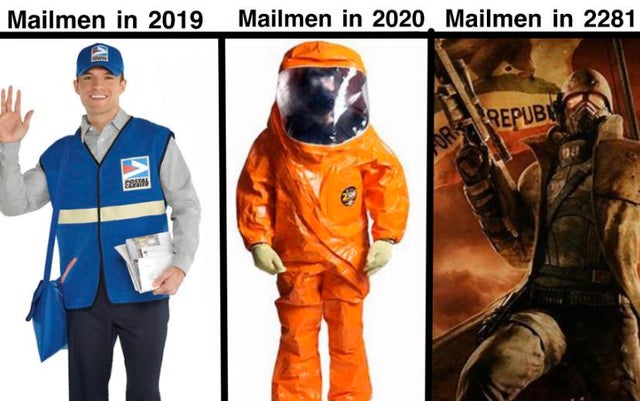 Mailmen in 2019
Mailmen in 2020
Mailmen in 2281
POSTAL
CARRIER
REPUB